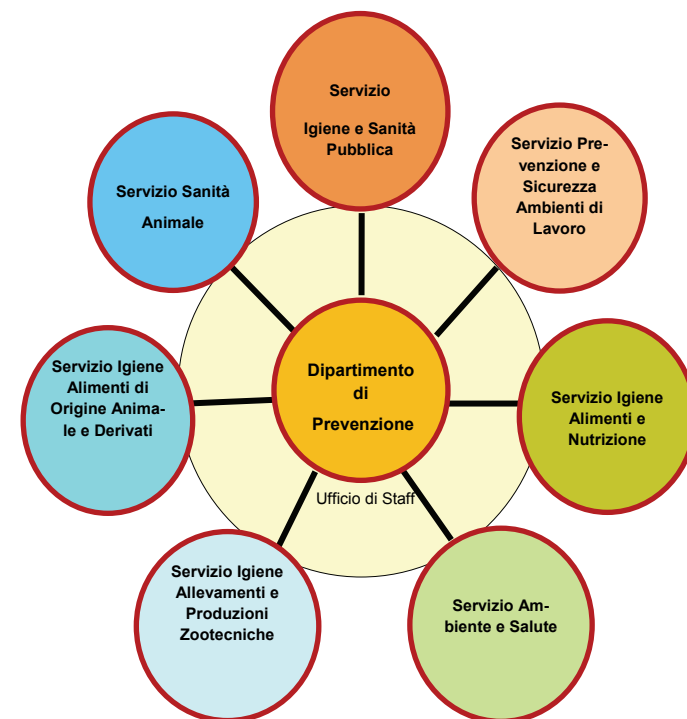 Servizio
Igiene e Sanità
Pubblica
Servizio Pre-
venzione e
Sicurezza
Ambienti di
Lavoro
Servizio Sanità
Animale
Servizio Igiene
Alimenti di
Origine Anima-
le e Derivati
Dipartimento
di
Prevenzione
Servizio Igiene
Alimenti e
Nutrizione
Ufficio di Staff
Servizio Igiene
Allevamenti e
Produzioni
Zootecniche
Servizio Am-
biente e Salute